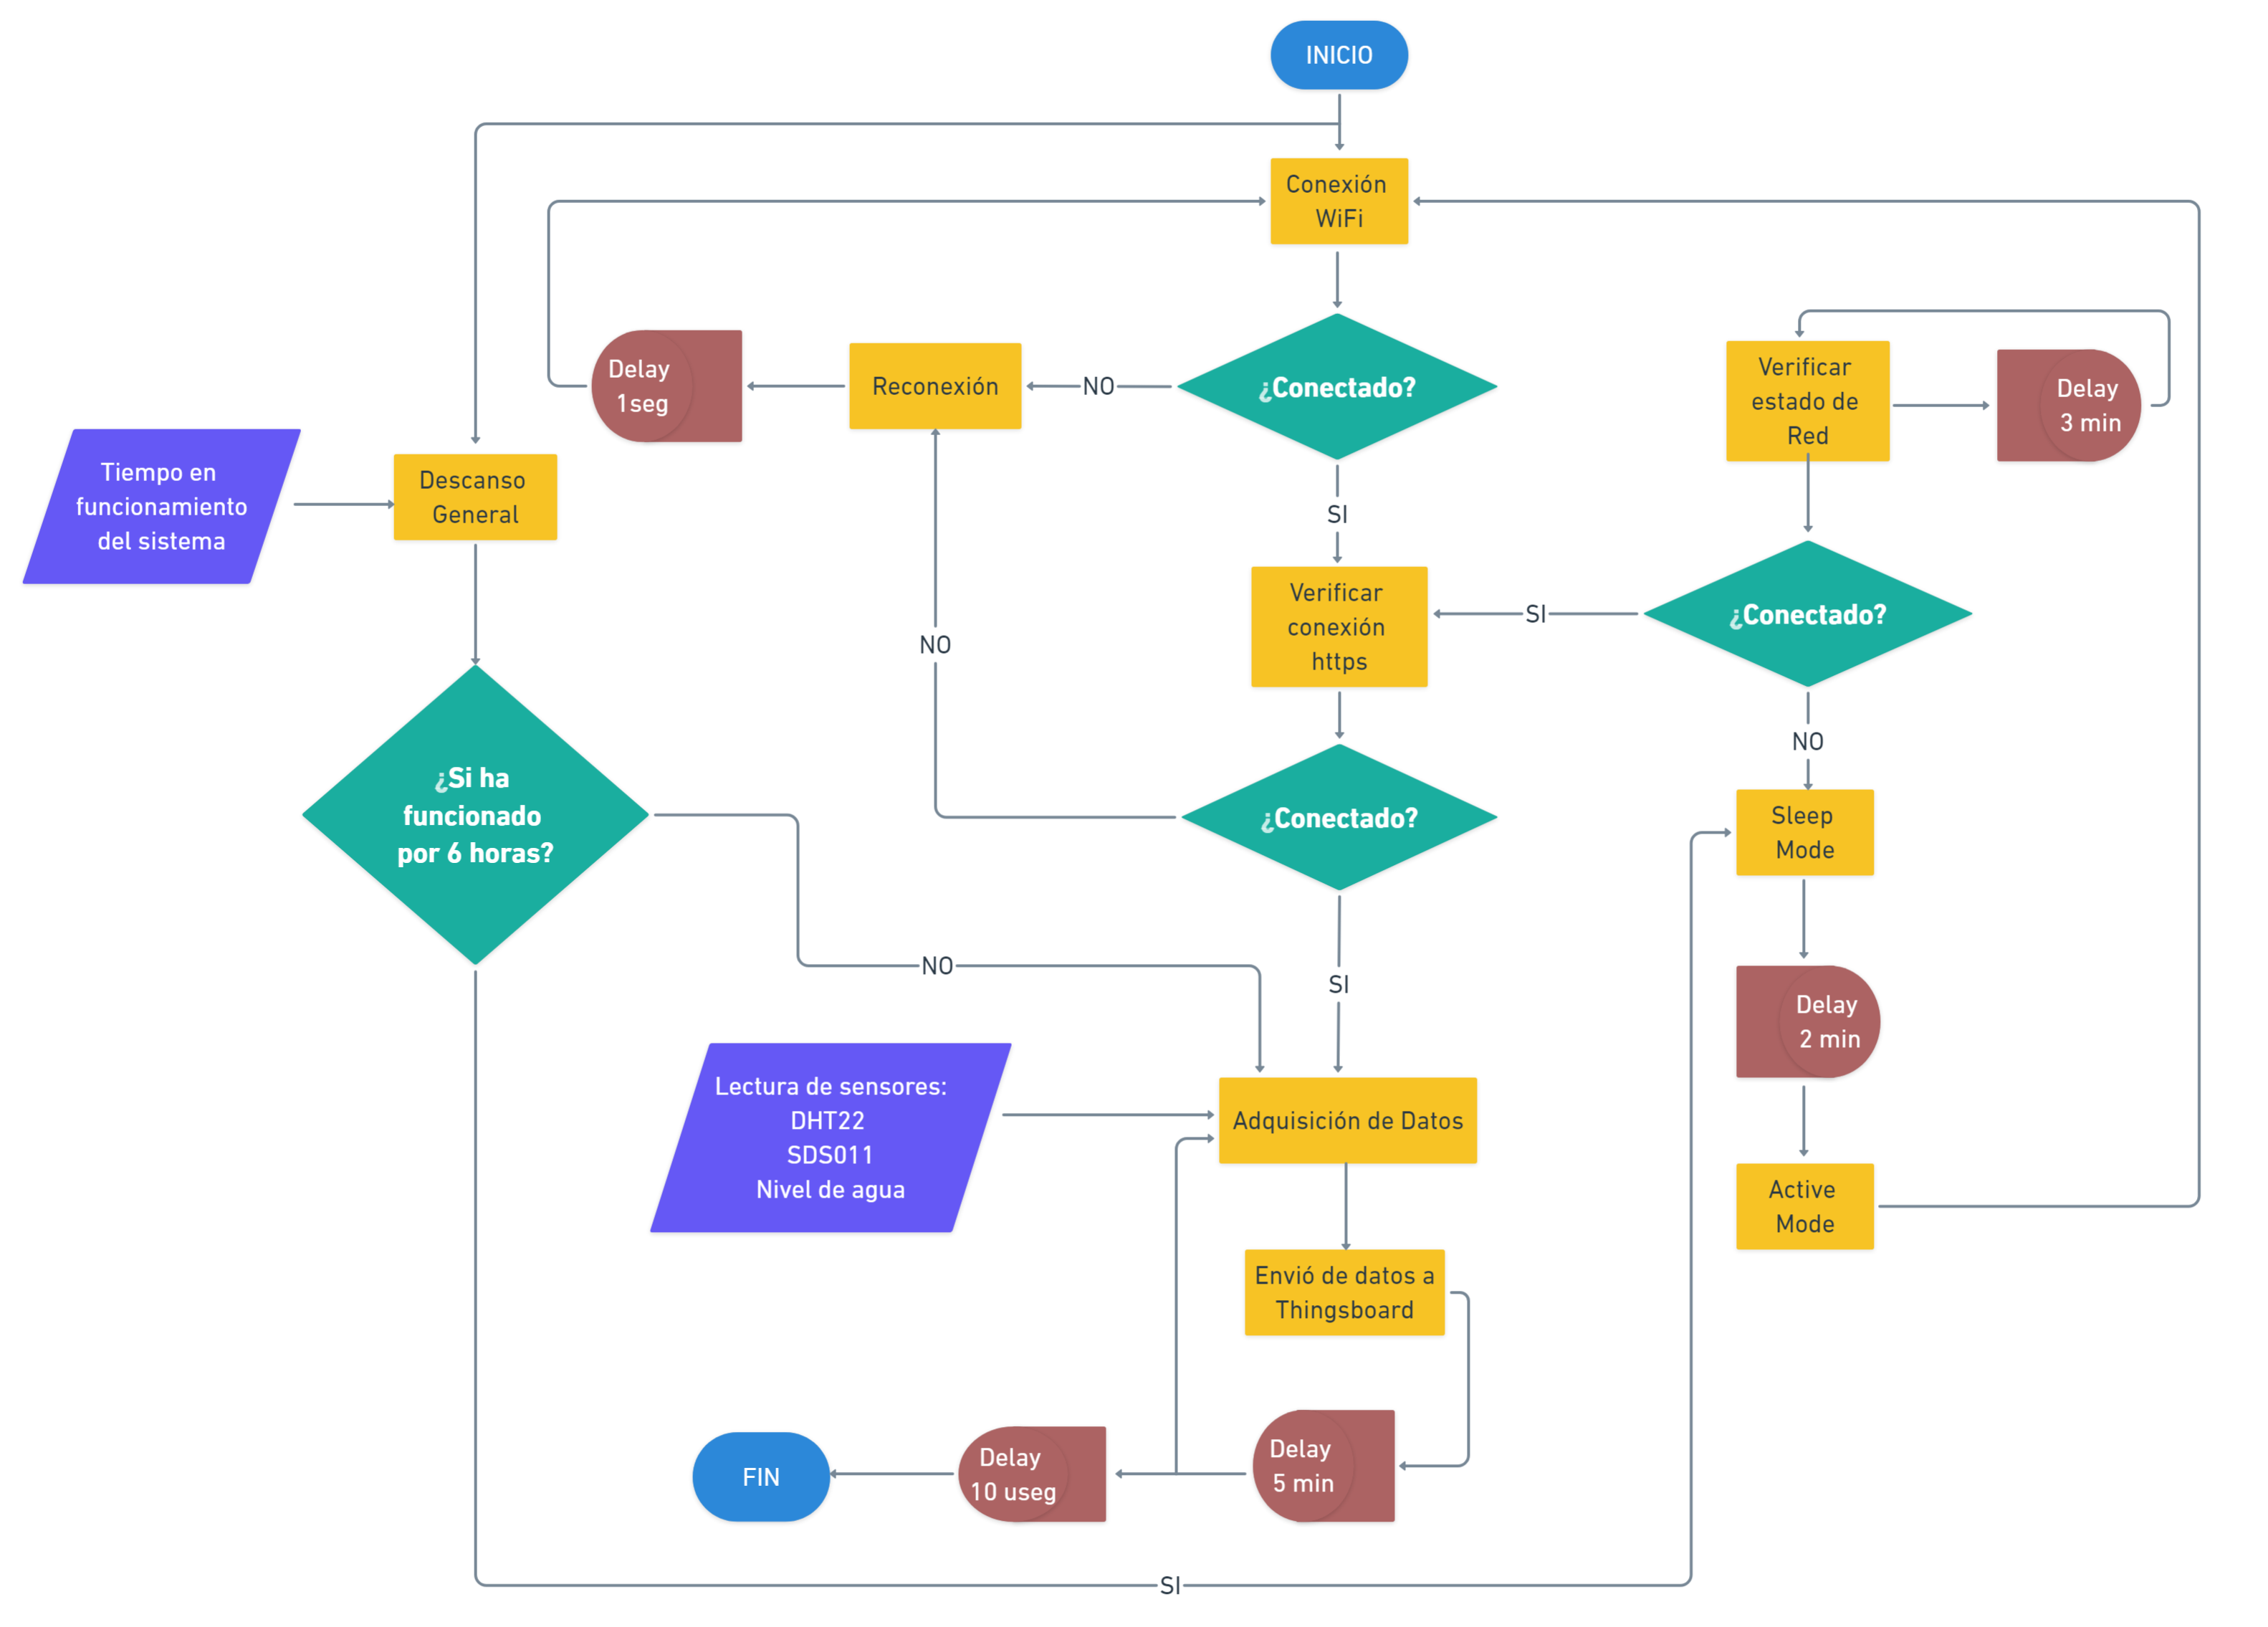 INICIO
Conexión
WiFi
¿Conectado?
NO
Reconexión
Delay
1seg
Verificar
estado de
Red
Delay
3 min
Tiempo en
funcionamiento
del sistema
Descanso
General
SI
Verificar
conexión
https
SI
¿Conectado?
NO
NO
¿Si ha
funcionado
por 6 horas?
¿Conectado?
Sleep
Mode
NO
SI
Delay
2 min
Lectura de sensores:
DHT22
SDS011
Nivel de agua
Adquisición de Datos
Active
Mode
Envió de datos a
Thingsboard
FIN
Delay
10 useg
Delay
5 min
SI